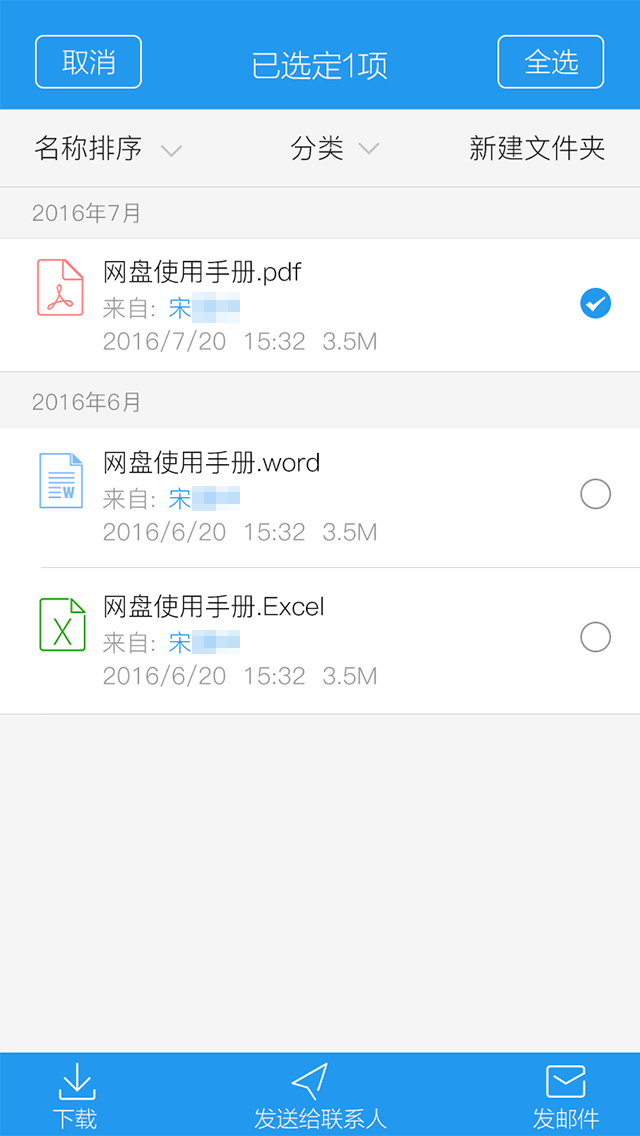 取消 已选定1项 全选
名称排序 分类 新建文件夹
2016年7月
网盘使用手册.pdf
来自: 宋
2016/7/20 15:32 3.5M
2016年6月
网盘使用手册.word
来自: 宋
2016/6/20 15:32 3.5M
W
网盘使用手册.Excel
来自: 宋
2016/6/20 15:32 3.5M
X
下载 发送给联系人 发邮件